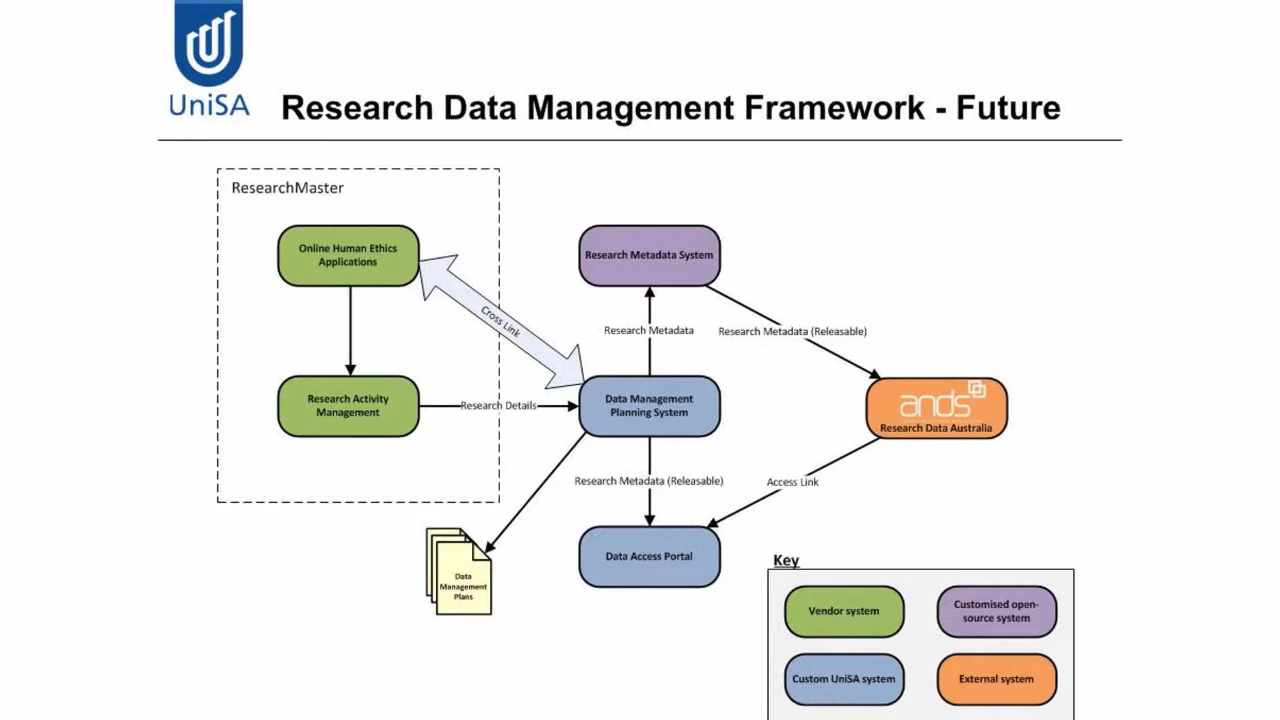 UniSA
Research Data Management Framework - Future
ResearchMaster
Online Human Ethics
Applications
Research Metadata System
Cross Link
Research Metadata
Research Metadata (Releasable)
Research Activity
Management
Research Details
Data Management
Planning System
ands
Research Data Australia
Research Metadata (Releasable)
Access Link
Data
Management
Plans
Data Access Portal
Key
Vendor system
Customised open-
source system
Custom UniSA system
External system